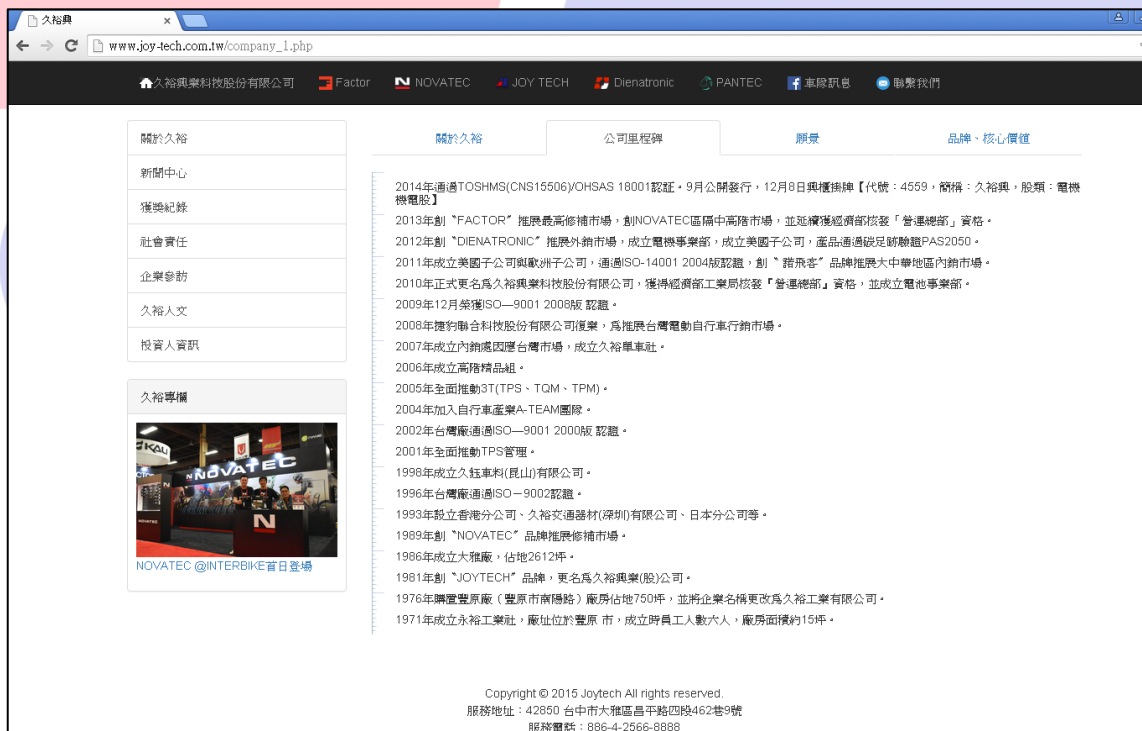 久裕興
www.joy-tech.com.tw/company_1.php
久裕興業科技股份有限公司 Factor NOVATEC JOY TECH Dienatronic PANTEC 車隊訊息 聯繫我們
關於久裕
新聞中心
獲獎紀錄
社會責任
企業參訪
久裕人文
投資人資訊
久裕專欄
KALI
NOVATEC
N
NOVATEC @INTERBIKE首日登場
關於久裕 公司里程碑 願景 品牌、核心價值
2014年通過TOSHMS(CNS15506)/OHSAS 18001認証。9月公開發行,12月8日興櫃掛牌【代號:4559,簡稱:久裕興,股類:電機
機電股】
2013年創〝FACTOR〞推展最高修補市場,創NOVATEC區隔中高階市場,並延續獲經濟部核發「營運總部」資格。
2012年創〝DIENATRONIC〞推展外銷市場,成立電機事業部,成立美國子公司,產品通過碳足跡驗證PAS2050。
2011年成立美國子公司與歐洲子公司,通過ISO-14001 2004版認證,創〝 諾飛客〞品牌推展大中華地區內銷市場。
2010年正式更名為久裕興業科技股份有限公司,獲得經濟部工業局核發『營運總部』資格,並成立電池事業部。
2009年12月榮獲ISO—9001 2008版 認證。
2008年捷豹聯合科技股份有限公司復業,為推展台灣電動自行車行銷市場。
2007年成立內銷處因應台灣市場,成立久裕單車社。
2006年成立高階精品組。
2005年全面推動3T(TPS、TQM、TPM)。
2004年加入自行車產業A-TEAM團隊。
2002年台灣廠通過ISO—9001 2000版 認證。
2001年全面推動TPS管理。
1998年成立久鈺車料(昆山)有限公司。
1996年台灣廠通過ISO－9002認證。
1993年設立香港分公司、久裕交通器材(深圳)有限公司、日本分公司等。
1989年創〝NOVATEC〞品牌推展修補市場。
1986年成立大雅廠,佔地2612坪。
1981年創〝JOYTECH〞品牌,更名為久裕興業(股)公司。
1976年購置豐原廠(豐原市南陽路)廠房佔地750坪,並將企業名稱更改為久裕工業有限公司。
1971年成立永裕工業社,廠址位於豐原 市,成立時員工人數六人,廠房面積約15坪。
Copyright © 2015 Joytech All rights reserved.
服務地址:42850 台中市大雅區昌平路四段462巷9號
服務電話:886-4-2566-8888